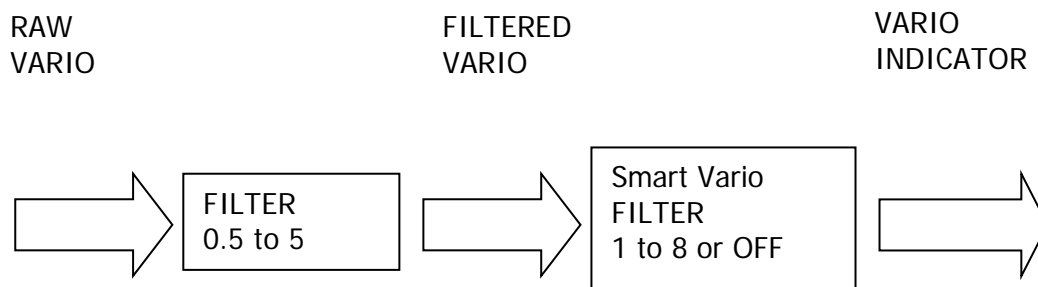 RAW
VARIO
FILTERED
VARIO
VARIO
INDICATOR
FILTER
0.5 to 5
Smart Vario
FILTER
1 to 8 or OFF